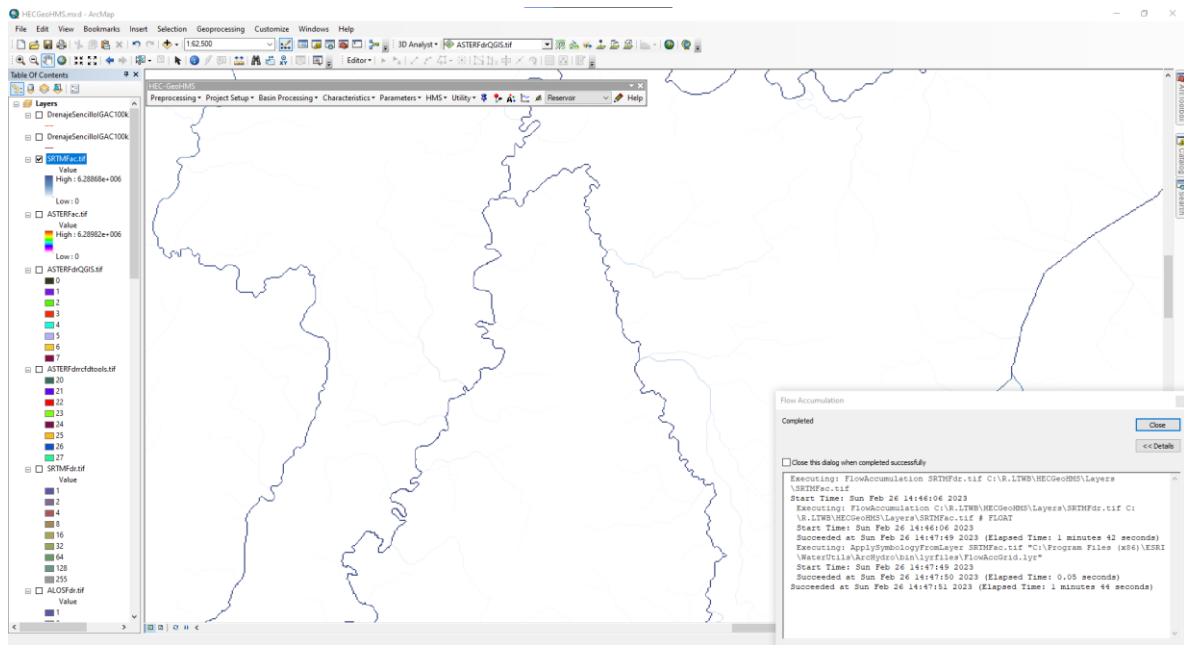 HECGeoHMS.mxd - ArcMap
File Edit View Bookmarks Insert Selection Geoprocessing Customize Windows Help
1:62,500 3D Analyst ASTERFdrQGIS.tif
Editor
Table Of Contents
HEC-GeoHMS
Preprocessing Project Setup Basin Processing Characteristics Parameters HMS Utility Reservor Help
ArcToolbox
Catalog
Search
Layers
DrenajeSencilloIGAC100k
DrenajeSencilloIGAC100k
SRTMFac.tif
Value
High : 6.28868e+006
Low : 0
ASTERFac.tif
Value
High : 6.28982e+006
Low : 0
ASTERFdrQGIS.tif
0
1
2
3
4
5
6
7
ASTERFdrrcfdtools.tif
20
21
22
23
24
25
26
27
SRTMFdr.tif
Value
1
2
4
8
16
32
64
128
255
ALOSFdr.tif
Value
1
Flow Accumulation
Completed
Close
<< Details
Close this dialog when completed successfully
Executing: FlowAccumulation SRTMFdr.tif C:\R.LTWB\HECGeoHMS\Layers
\SRTMFac.tif
Start Time: Sun Feb 26 14:46:06 2023
Executing: FlowAccumulation C:\R.LTWB\HECGeoHMS\Layers\SRTMFdr.tif C:
\R.LTWB\HECGeoHMS\Layers\SRTMFac.tif # FLOAT
Start Time: Sun Feb 26 14:46:06 2023
Succeeded at Sun Feb 26 14:47:49 2023 (Elapsed Time: 1 minutes 42 seconds)
Executing: ApplySymbologyFromLayer SRTMFac.tif "C:\Program Files (x86)\ESRI
\WaterUtils\ArcHydro\bin\lyrfiles\FlowAccGrid.lyr"
Start Time: Sun Feb 26 14:47:49 2023
Succeeded at Sun Feb 26 14:47:50 2023 (Elapsed Time: 0.05 seconds)
Succeeded at Sun Feb 26 14:47:51 2023 (Elapsed Time: 1 minutes 44 seconds)